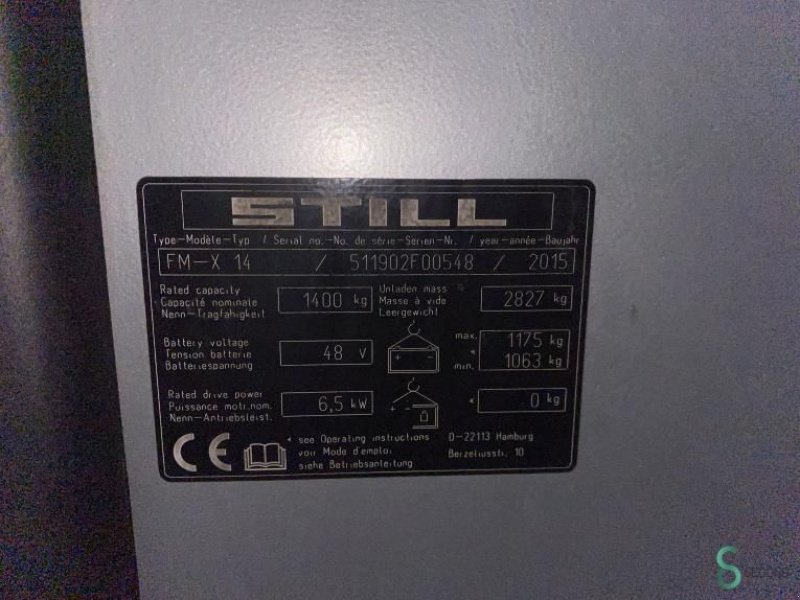 STILL
Type-Modèle-Typ / Serial no.-No. de série-Serien-Nr. / year-année-Baujahr
FM-X 14 / 511902F00548 / 2015
Rated capacity
Capacité nominale
Nenn-Tragfähigkeit
1400 kg
Unladen mass
Masse à vide
Leergewicht
2827 kg
Battery voltage
Tension batterie
Batteriespannung
48 V
+ -
max. 1175 kg
*
min. 1063 kg
Rated drive power
Puissance motr.nom.
Nenn-Antriebsleist.
6,5 kW
+ -
* 0 kg
CE
* see Operating instructions
voir Mode d'emploi
siehe Betriebsanleitung
D-22113 Hamburg
Berzeliusstr. 10